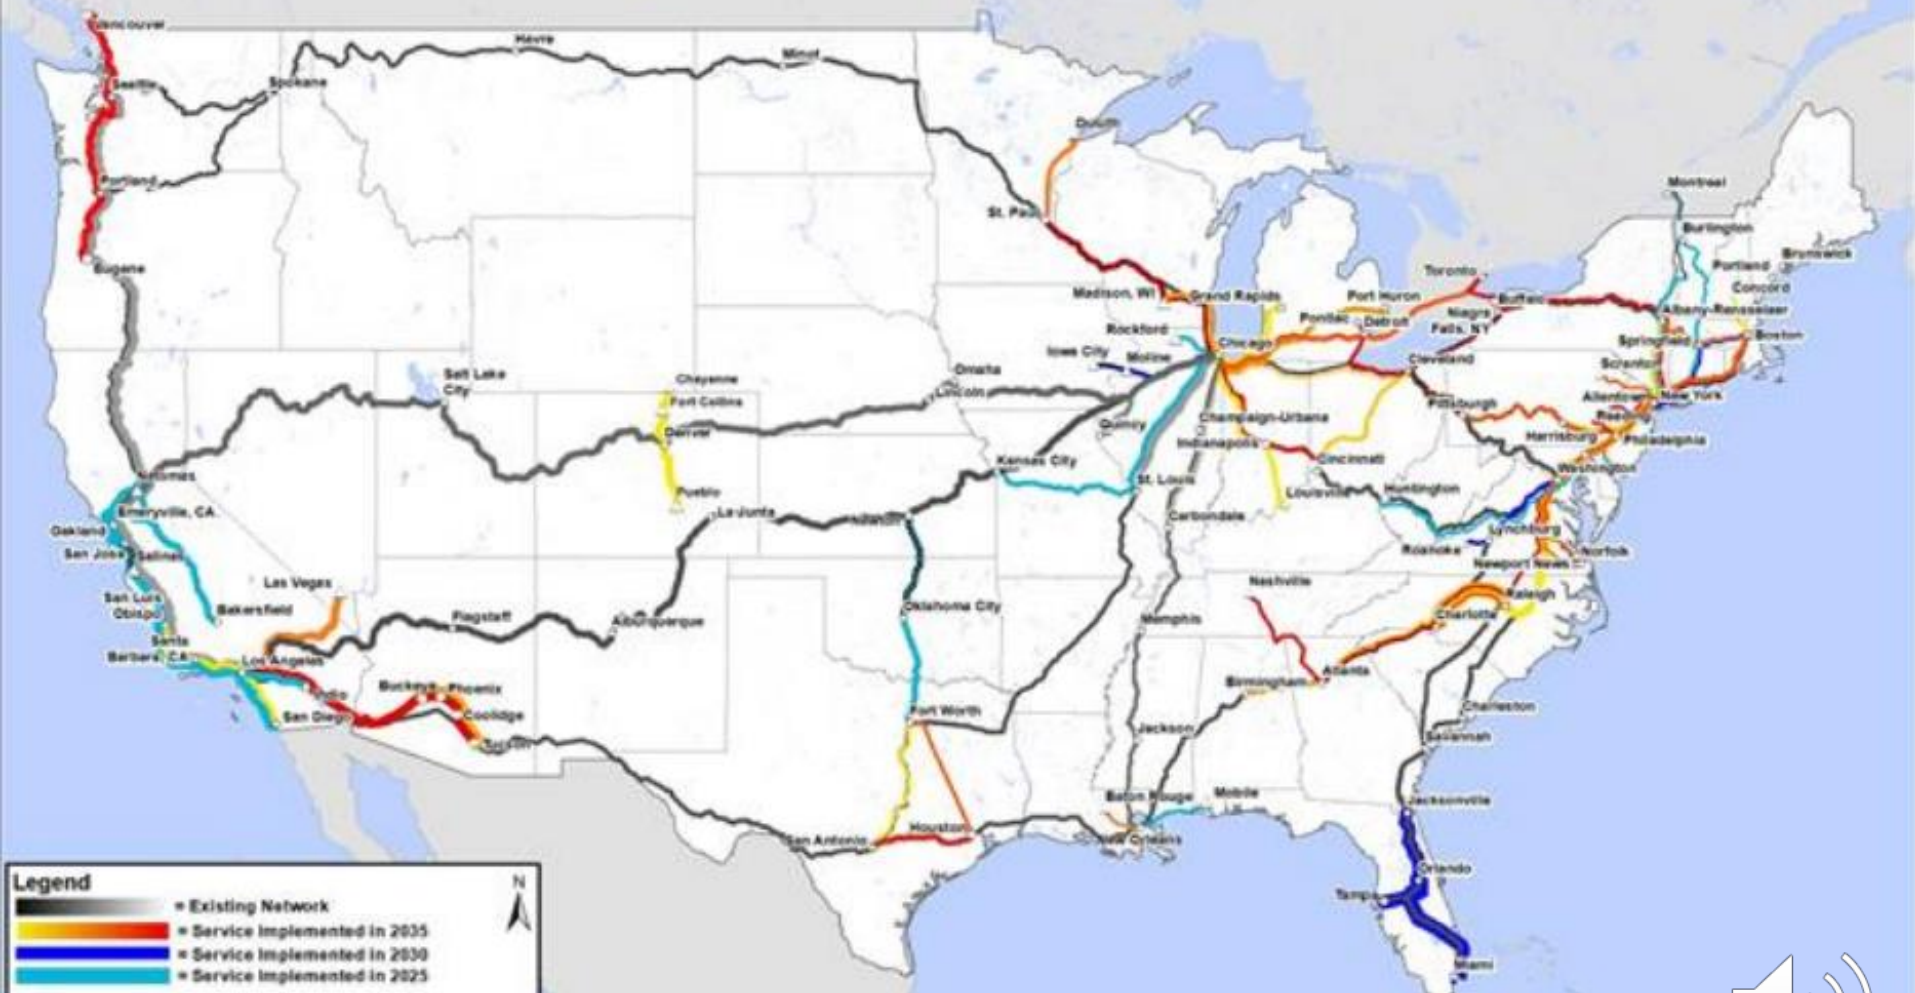 Vancouver
Seattle
Spokane
Havre
Minot
Duluth
Portland
St. Paul
Montreal
Burlington
Brunswick
Portland
Concord
Eugene
Toronto
Madison, WI
Grand Rapids
Port Huron
Buffalo
Albany-Rensselaer
Pontiac
Detroit
Niagra
Falls, NY
Springfield
Boston
Rockford
Chicago
Iowa City
Moline
Cleveland
Scranton
Salt Lake
City
Cheyenne
Fort Collins
Omaha
Lincoln
Pittsburgh
Allentown
New York
Reading
Denver
Quincy
Champaign-Urbana
Indianapolis
Harrisburg
Philadelphia
Kansas City
Cincinnati
Washington
Pueblo
St. Louis
Louisville
Huntington
Emeryville, CA
Oakland
La Junta
Newton
Carbondale
Lynchburg
San Jose
Salinas
Roanoke
Norfolk
Newport News
Las Vegas
Nashville
San Luis
Obispo
Bakersfield
Flagstaff
Albuquerque
Oklahoma City
Memphis
Charlotte
Raleigh
Santa
Barbara, CA
Los Angeles
Indio
Buckeye
Phoenix
Birmingham
Atlanta
San Diego
Coolidge
Tucson
Fort Worth
Jackson
Charleston
Savannah
Baton Rouge
Mobile
Jacksonville
San Antonio
Houston
New Orleans
Orlando
Tampa
Miami
Legend
N
= Existing Network
= Service Implemented in 2035
= Service Implemented in 2030
= Service Implemented in 2025